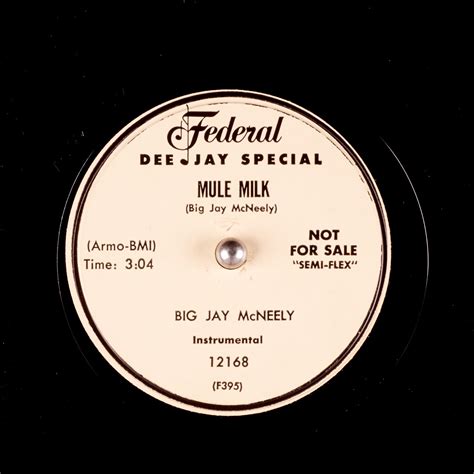 Federal
DEE JAY SPECIAL
MULE MILK
(Big Jay McNeely)
(Armo-BMI)
Time: 3:04
NOT
FOR SALE
"SEMI-FLEX"
BIG JAY McNEELY
Instrumental
12168
(F395)